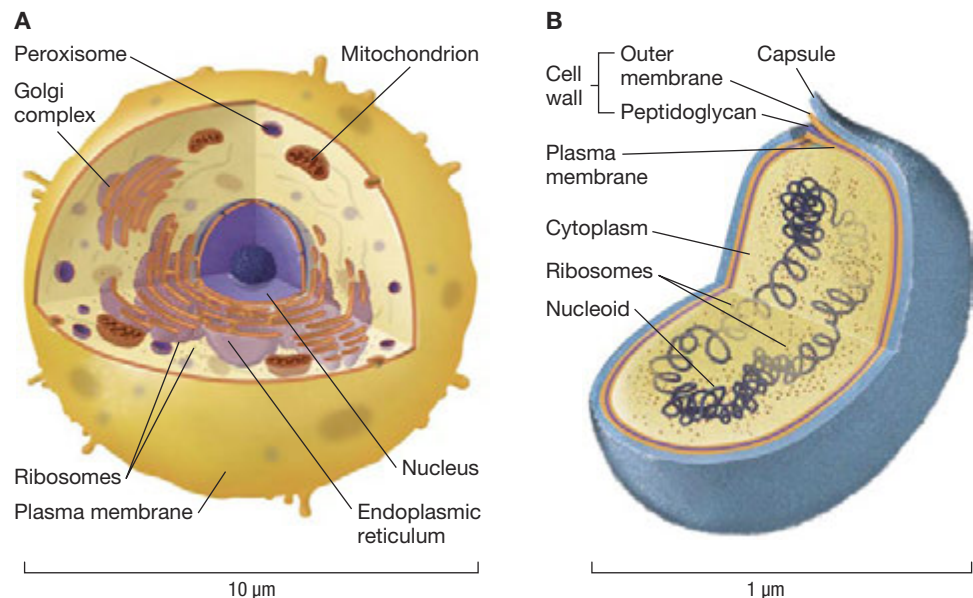 A
Peroxisome
Mitochondrion
Golgi
complex
Ribosomes
Plasma membrane
Nucleus
Endoplasmic
reticulum
10 µm
B
Cell
wall
Outer
membrane
Peptidoglycan
Capsule
Plasma
membrane
Cytoplasm
Ribosomes
Nucleoid
1 µm